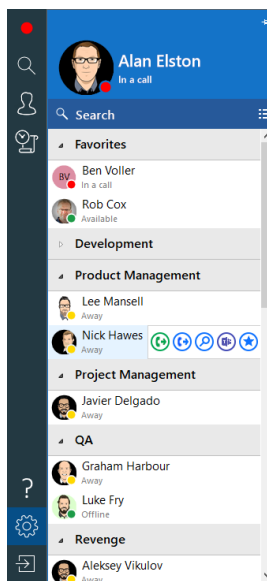 Alan Elston
In a call
Search
Favorites
BV
Ben Voller
In a call
Rob Cox
Available
Development
Product Management
Lee Mansell
Away
Nick Hawes
Away
Project Management
Javier Delgado
Away
QA
Graham Harbour
Away
Luke Fry
Offline
?
Revenge
Aleksey Vikulov
Away